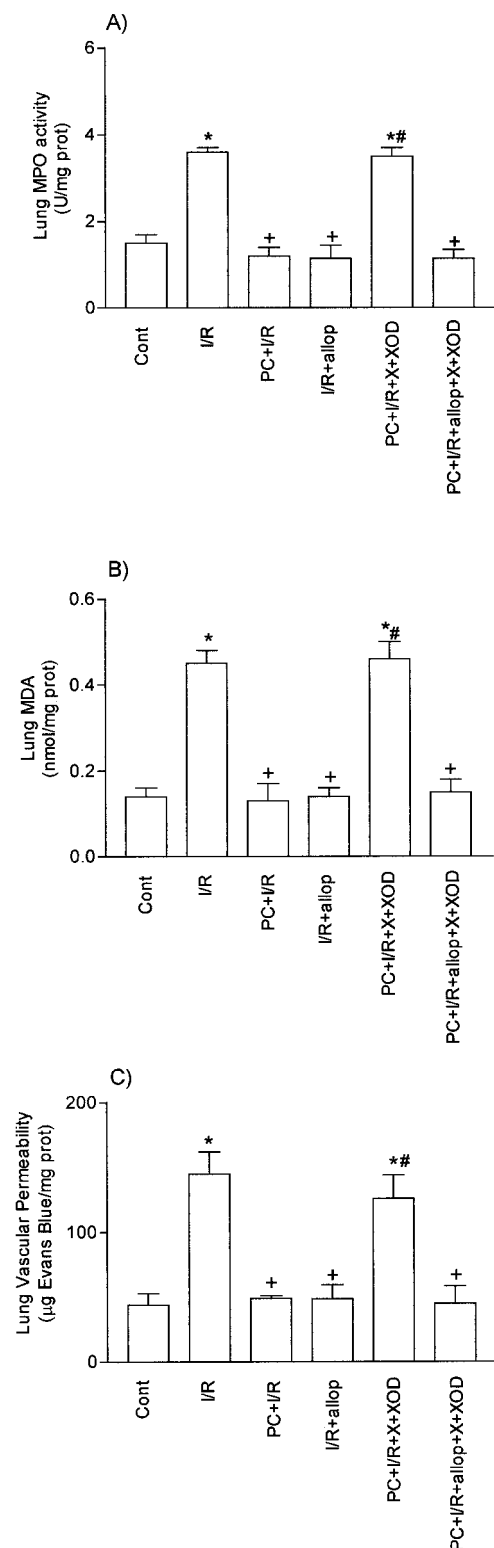 A)
Lung MPO activity
(U/mg prot)
6
4
2
0
*
+
+
*#
+
Cont
I/R
PC+I/R
I/R+allop
PC+I/R+X+XOD
PC+I/R+allop+X+XOD
B)
Lung MDA
(nmol/mg prot)
0.6
0.4
0.2
0.0
*
+
+
*#
+
Cont
I/R
PC+I/R
I/R+allop
PC+I/R+X+XOD
PC+I/R+allop+X+XOD
C)
Lung Vascular Permeability
(µg Evans Blue/mg prot)
200
100
0
*
+
+
*#
+
Cont
I/R
PC+I/R
I/R+allop
PC+I/R+X+XOD
PC+I/R+allop+X+XOD